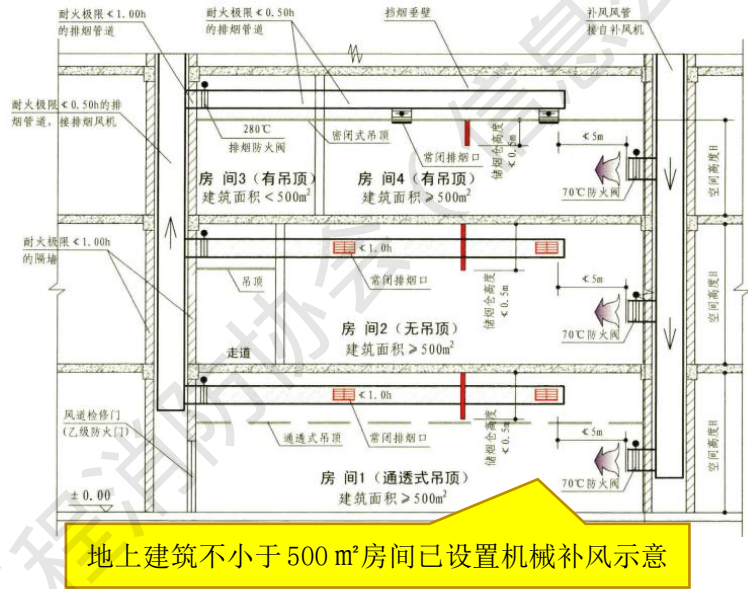 耐火极限≮1.00h
的排烟管道
耐火极限≮0.50h
的排烟管道
挡烟垂壁
补风风管
接自补风机
耐火极限≮0.50h的排
烟管道,接排烟风机
280℃
排烟防火阀
密闭式吊顶
常闭排烟口
储烟仓高度
≮0.5m
≮5m
70℃防火阀
空间高度H
房 间3(有吊顶)
建筑面积<500m²
房 间4(有吊顶)
建筑面积≥500m²
耐火极限≮1.00h
的隔墙
≮1.0h
吊顶
常闭排烟口
储烟仓高度
≮0.5m
≮5m
70℃防火阀
空间高度H
房 间2(无吊顶)
建筑面积≥500m²
走道
≮1.0h
风道检修门
(乙级防火门)
通透式吊顶
常闭排烟口
储烟仓高度
≮0.5m
≮5m
70℃防火阀
空间高度H
房 间1(通透式吊顶)
建筑面积≥500m²
±0.00
地上建筑不小于500㎡房间已设置机械补风示意
程消防协会(信息